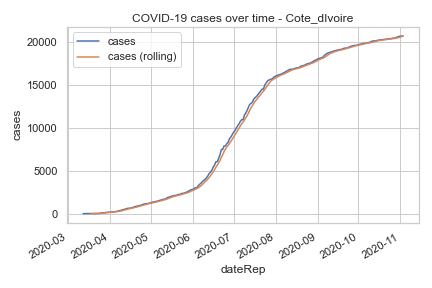 COVID-19 cases over time - Cote_dIvoire
cases
cases (rolling)
20000
15000
10000
5000
0
cases
2020-03
2020-04
2020-05
2020-06
2020-07
2020-08
2020-09
2020-10
2020-11
dateRep